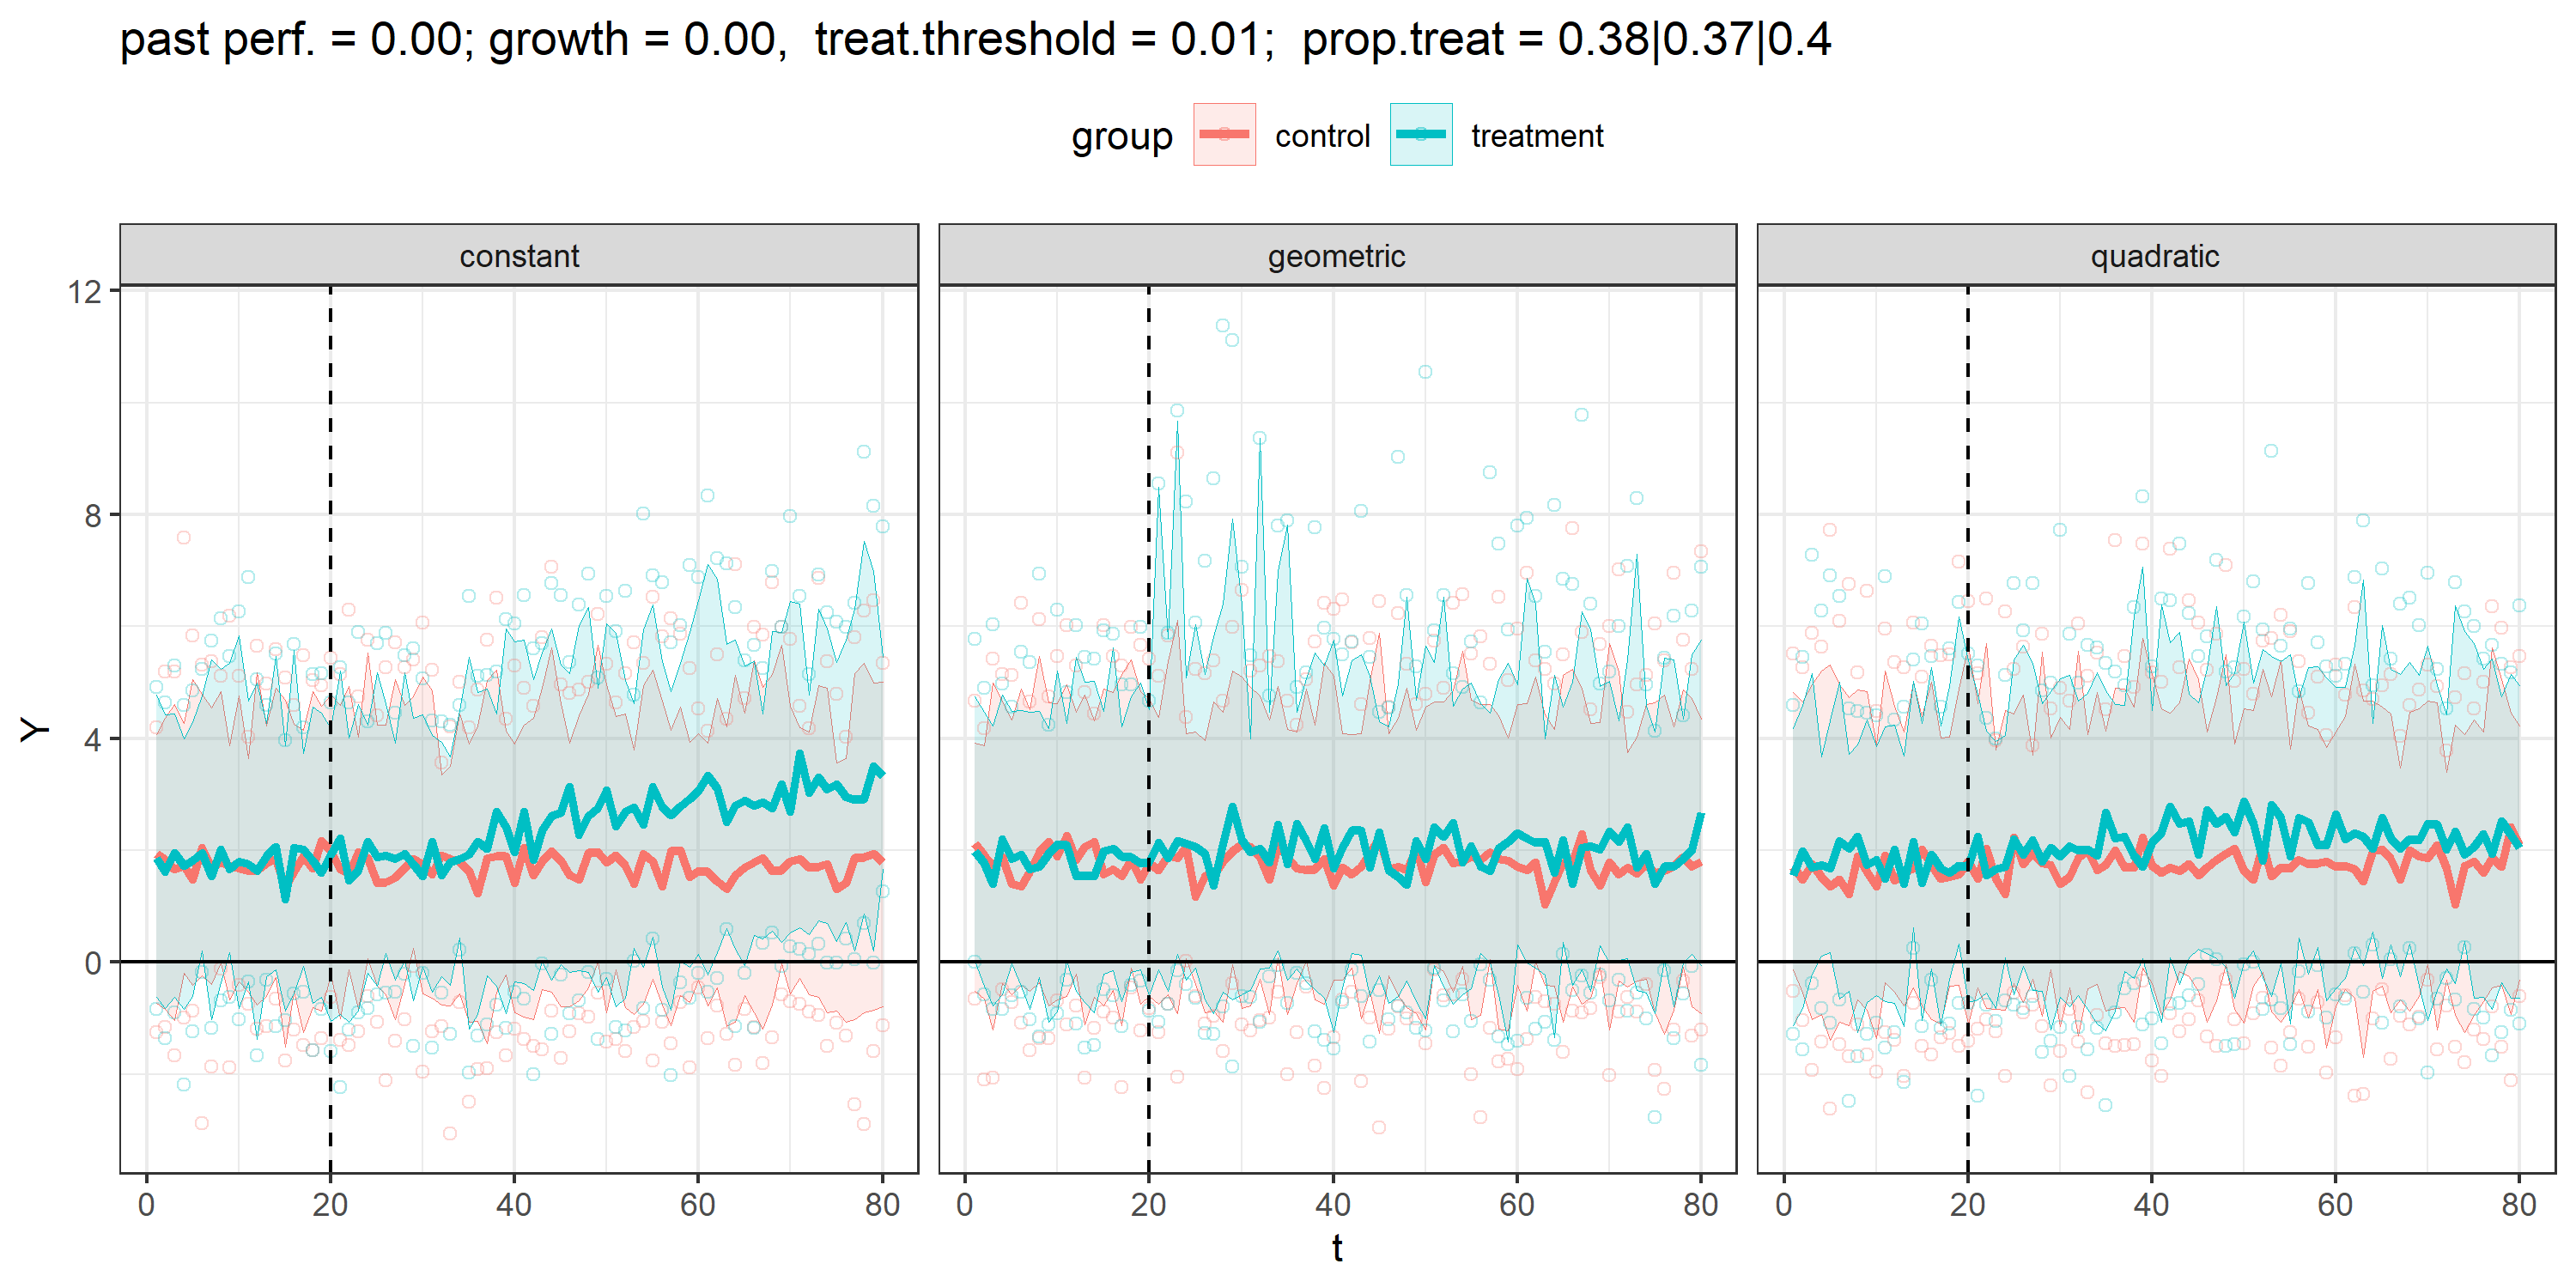 past perf. = 0.00; growth = 0.00,  treat.threshold = 0.01;  prop.treat = 0.38|0.37|0.4
group control treatment
constant geometric quadratic
12
8
4
0
Y
0 20 40 60 80 0 20 40 60 80 0 20 40 60 80
t